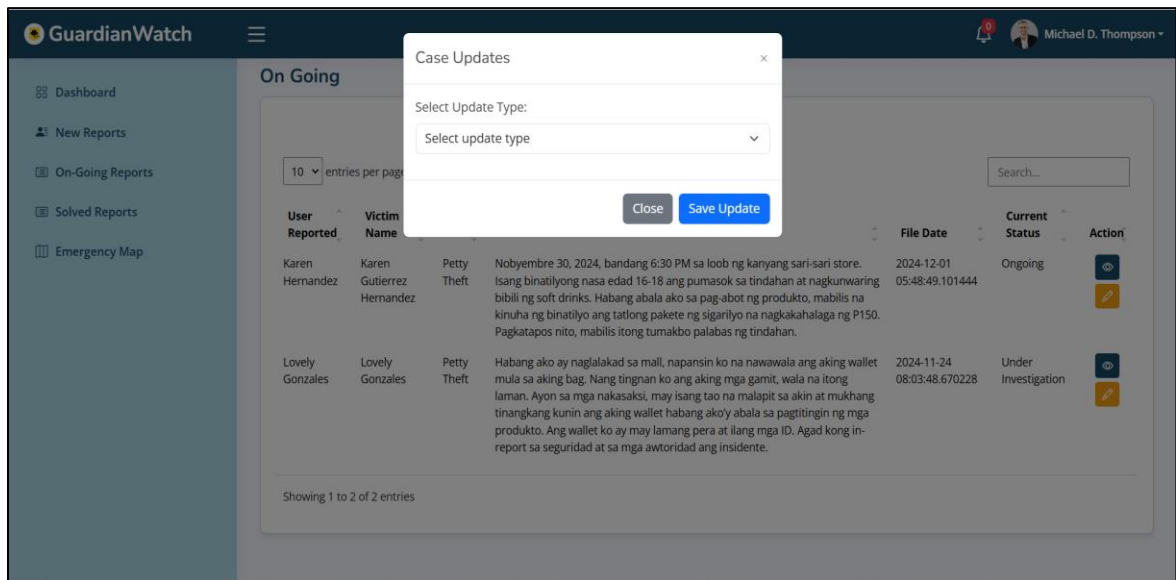 GuardianWatch
0
Michael D. Thompson
Dashboard
New Reports
On-Going Reports
Solved Reports
Emergency Map
On Going
Case Updates
×
Select Update Type:
Select update type
Close Save Update
10 entries per page
Search...
User Reported
Victim Name
File Date
Current Status
Action
Karen
Hernandez
Karen
Gutierrez
Hernandez
Petty
Theft
Nobyembre 30, 2024, bandang 6:30 PM sa loob ng kanyang sari-sari store.
Isang binatilyong nasa edad 16-18 ang pumasok sa tindahan at nagkunwaring
bibili ng soft drinks. Habang abala ako sa pag-abot ng produkto, mabilis na
kinuha ng binatilyo ang tatlong pakete ng sigarilyo na nagkakahalaga ng P150.
Pagkatapos nito, mabilis itong tumakbo palabas ng tindahan.
2024-12-01
05:48:49.101444
Ongoing
Lovely
Gonzales
Lovely
Gonzales
Petty
Theft
Habang ako ay naglalakad sa mall, napansin ko na nawawala ang aking wallet
mula sa aking bag. Nang tingnan ko ang aking mga gamit, wala na itong
laman. Ayon sa mga nakasaksi, may isang tao na malapit sa akin at mukhang
tinangkang kunin ang aking wallet habang ako'y abala sa pagtitingin ng mga
produkto. Ang wallet ko ay may lamang pera at ilang mga ID. Agad kong in-
report sa seguridad at sa mga awtoridad ang insidente.
2024-11-24
08:03:48.670228
Under
Investigation
Showing 1 to 2 of 2 entries